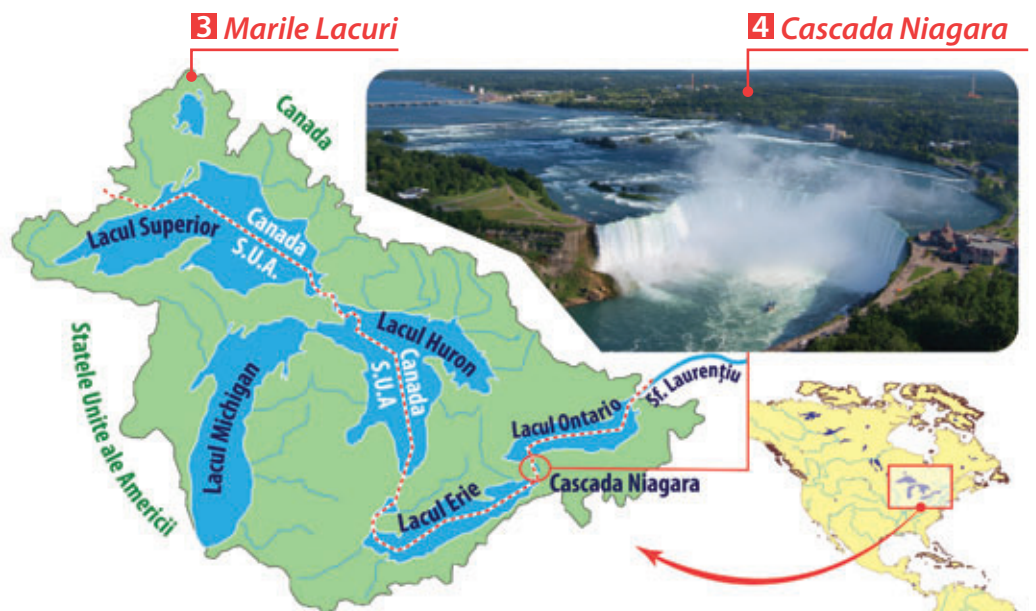 3 Marile Lacuri
4 Cascada Niagara
Canada
Lacul Superior
Canada
S.U.A.
Lacul Huron
Canada
S.U.A
Statele Unite ale Americii
Lacul Michigan
Sf. Laurențiu
Lacul Ontario
Cascada Niagara
Lacul Erie